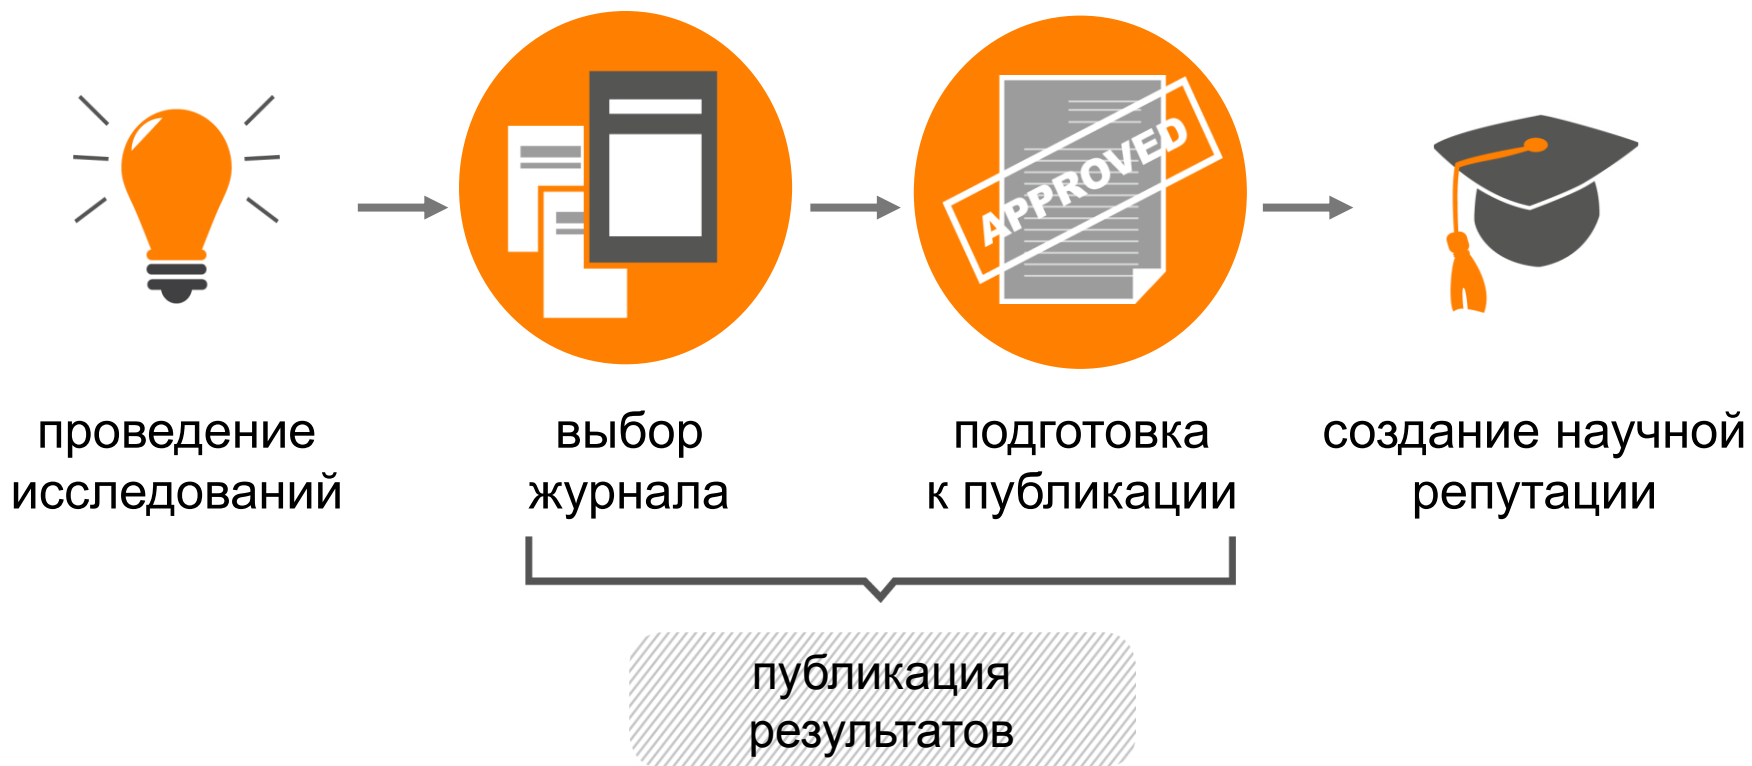 APPROVED
проведение
исследований
выбор
журнала
подготовка
к публикации
создание научной
репутации
публикация
результатов